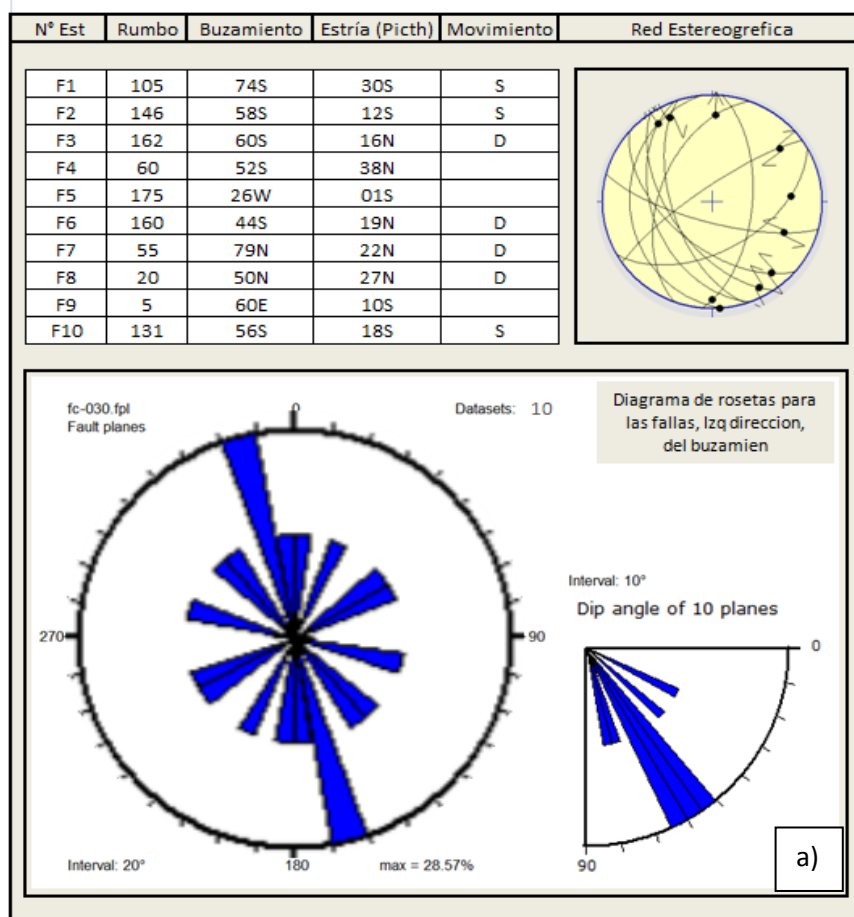 N° Est Rumbo Buzamiento Estría (Picth) Movimiento Red Estereografica
F1 105 74S 30S S
F2 146 58S 12S S
F3 162 60S 16N D
F4 60 52S 38N
F5 175 26W 01S
F6 160 44S 19N D
F7 55 79N 22N D
F8 20 50N 27N D
F9 5 60E 10S
F10 131 56S 18S S
fc-030.fpl
Fault planes
Datasets: 10
0
90
180
270
Interval: 20°
max = 28.57%
Diagrama de rosetas para
las fallas, Izq direccion,
del buzamien
Interval: 10°
Dip angle of 10 planes
0
90
a)